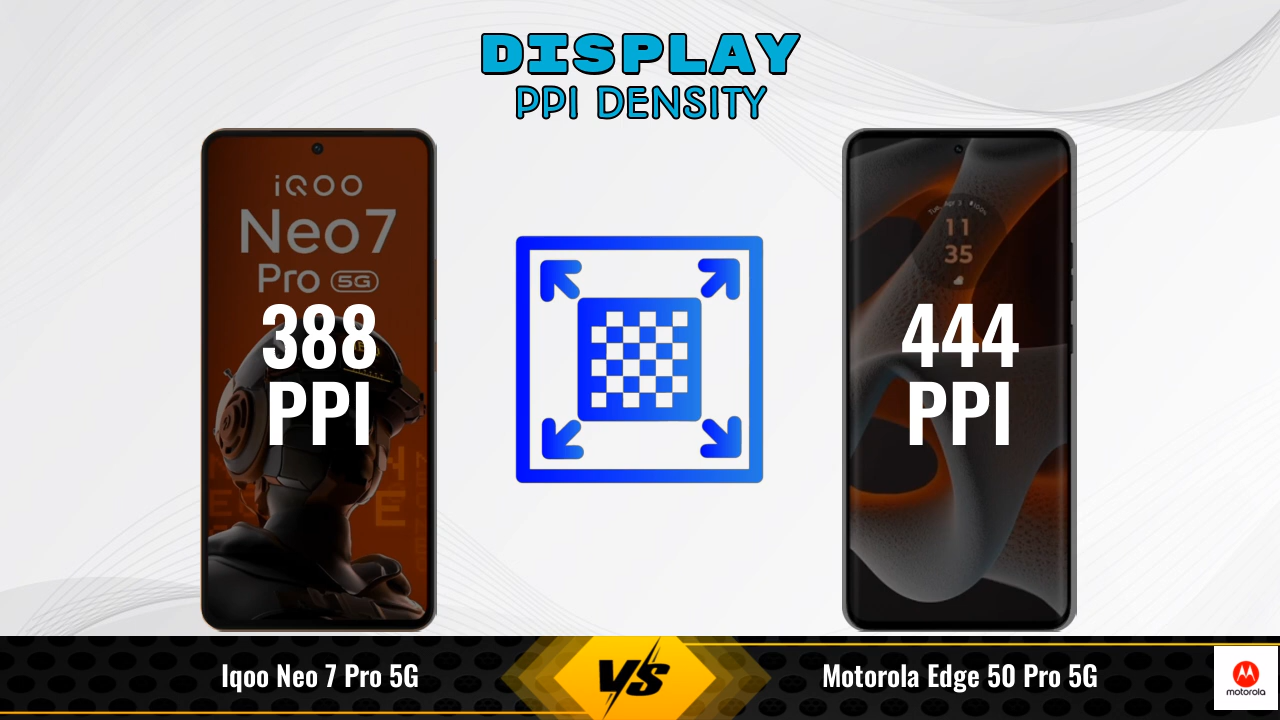 DISPLAY
PPI DENSITY
iQOO
Neo7
Pro 5G
388
PPI
11
35
444
PPI
Iqoo Neo 7 Pro 5G
VS
Motorola Edge 50 Pro 5G
motorola